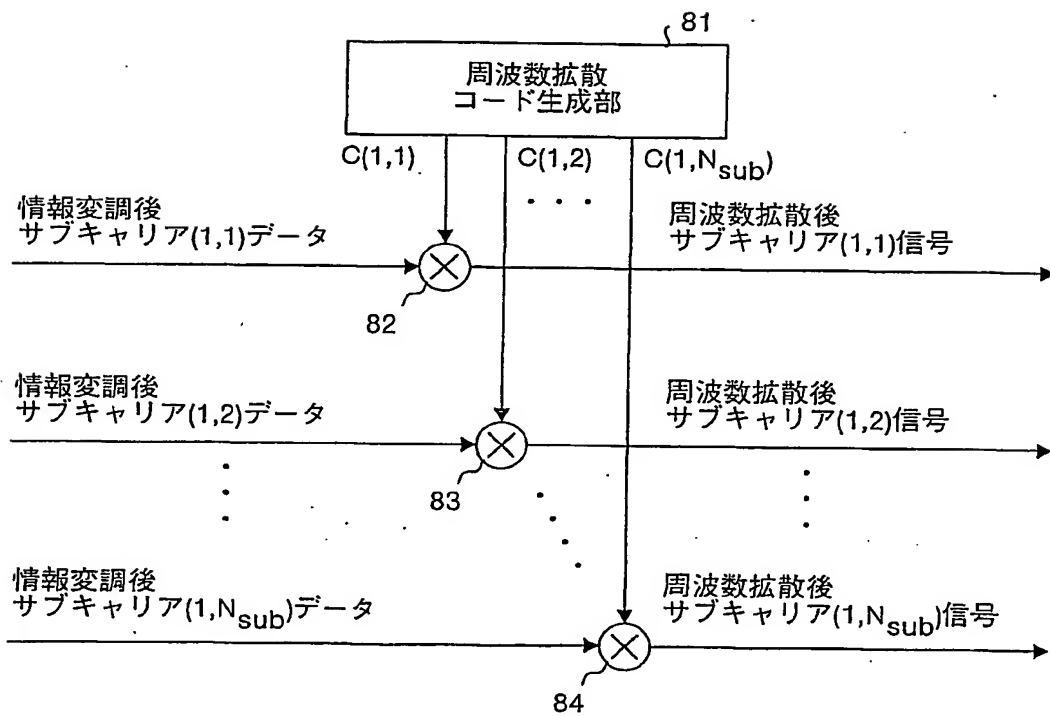 81
周波数拡散
コード生成部
C(1,1)
C(1,2)
C(1,Nsub)
. . .
情報変調後
サブキャリア(1,1)データ
周波数拡散後
サブキャリア(1,1)信号
82
情報変調後
サブキャリア(1,2)データ
周波数拡散後
サブキャリア(1,2)信号
83
情報変調後
サブキャリア(1,Nsub)データ
周波数拡散後
サブキャリア(1,Nsub)信号
84